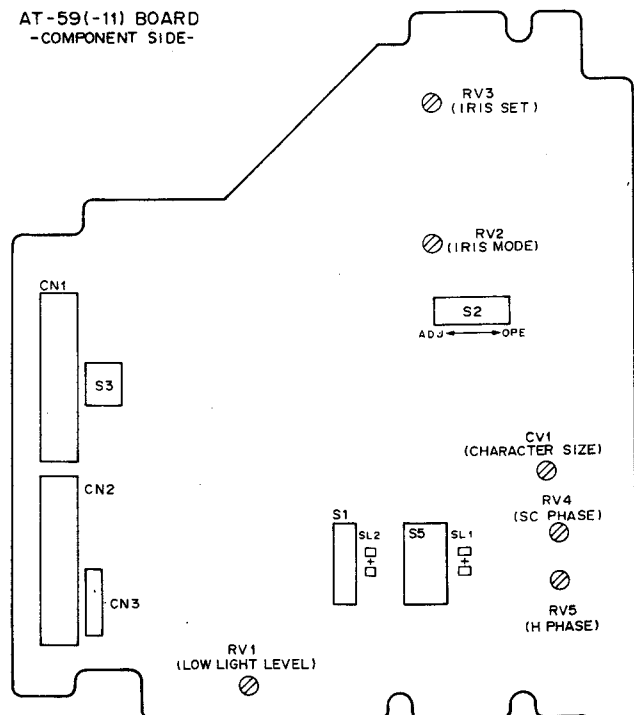 AT-59(-11) BOARD
-COMPONENT SIDE-
RV3
(IRIS SET)
RV2
(IRIS MODE)
CN1
S2
ADJ OPE
S3
CV1
(CHARACTER SIZE)
CN2
RV4
(SC PHASE)
S1
SL2
S5
SL1
CN3
RV5
(H PHASE)
RV1
(LOW LIGHT LEVEL)